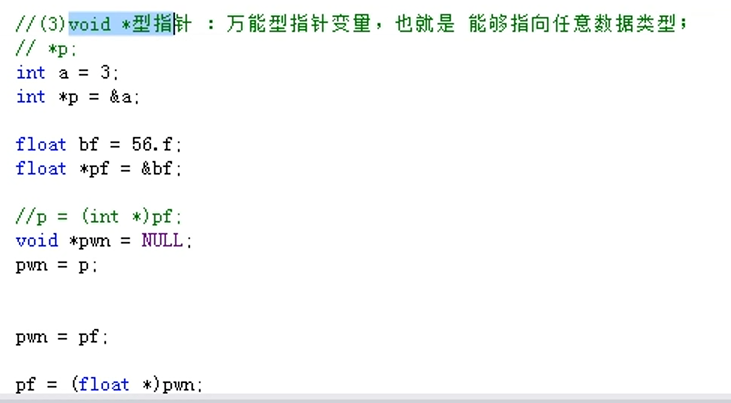 //(3)void *型指针 : 万能型指针变量，也就是 能够指向任意数据类型;
// *p;
int a = 3;
int *p = &a;
float bf = 56.f;
float *pf = &bf;
//p = (int *)pf;
void *pwn = NULL;
pwn = p;
pwn = pf;
pf = (float *)pwn;